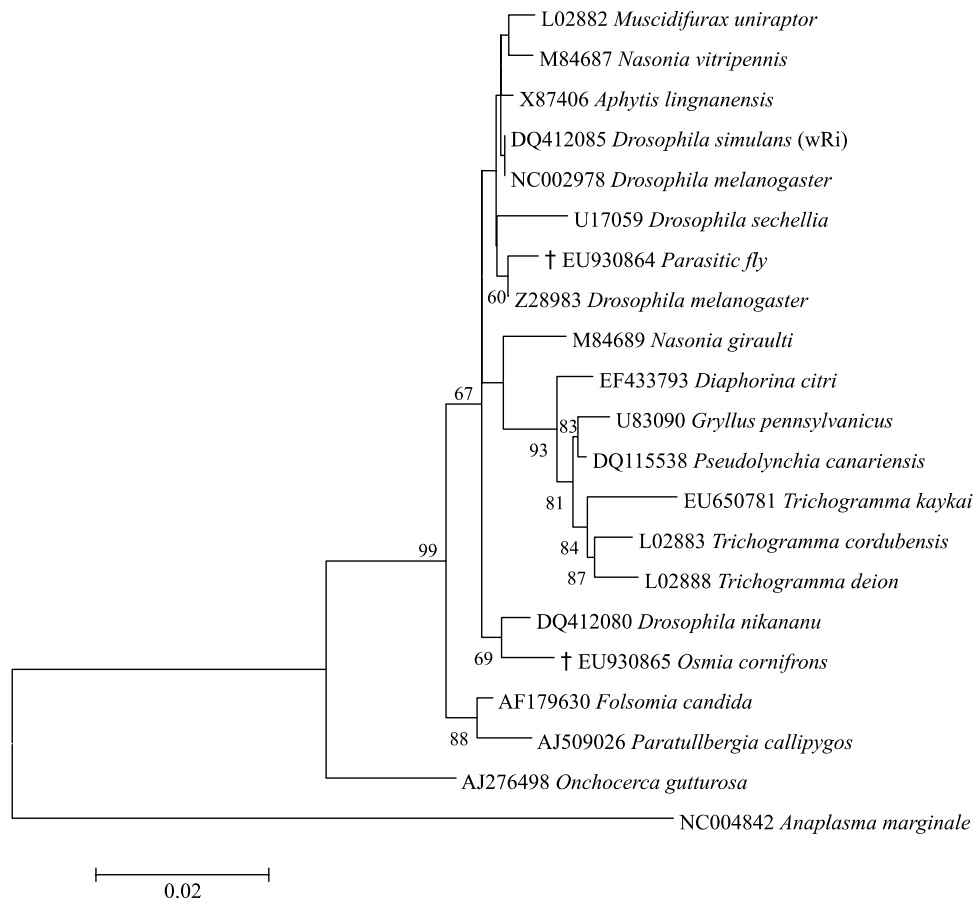 L02882 Muscidifurax uniraptor
M84687 Nasonia vitripennis
X87406 Aphytis lingnanensis
DQ412085 Drosophila simulans (wRi)
NC002978 Drosophila melanogaster
U17059 Drosophila sechellia
† EU930864 Parasitic fly
60
Z28983 Drosophila melanogaster
M84689 Nasonia giraulti
EF433793 Diaphorina citri
67
83
U83090 Gryllus pennsylvanicus
93
DQ115538 Pseudolynchia canariensis
81
EU650781 Trichogramma kaykai
L02883 Trichogramma cordubensis
99
84
87
L02888 Trichogramma deion
DQ412080 Drosophila nikananu
69
† EU930865 Osmia cornifrons
AF179630 Folsomia candida
88
AJ509026 Paratullbergia callipygos
AJ276498 Onchocerca gutturosa
NC004842 Anaplasma marginale
0.02